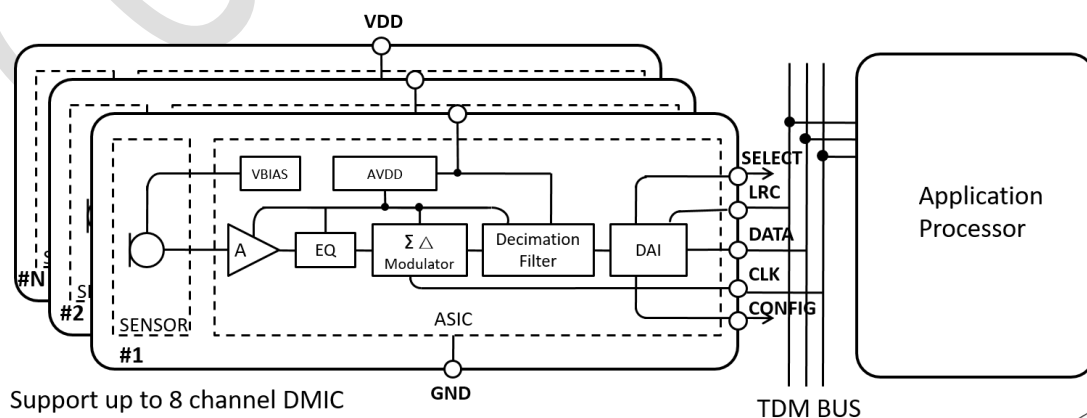 VDD
SELECT
LRC
DATA
CLK
CONFIG
VBIAS
AVDD
A
EQ
Σ △
Modulator
Decimation
Filter
DAI
Application
Processor
#N
#2
SENSOR
ASIC
#1
GND
Support up to 8 channel DMIC
TDM BUS